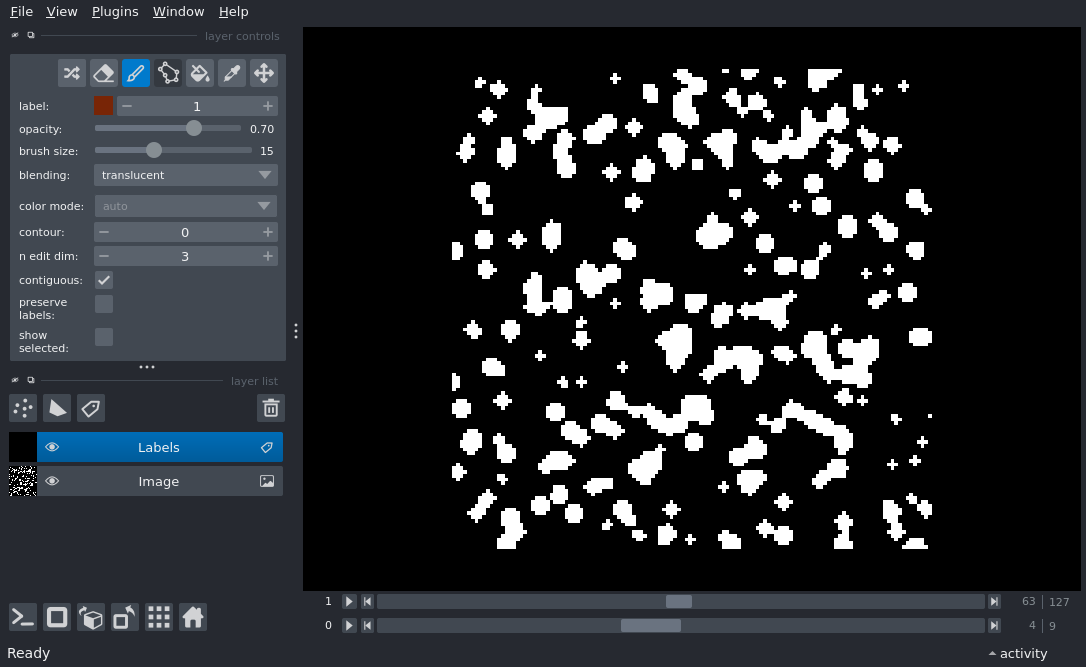 File View Plugins Window Help
layer controls
label: 1
opacity: 0.70
brush size: 15
blending: translucent
color mode: auto
contour: 0
n edit dim: 3
contiguous:
preserve
labels:
show
selected:
layer list
Labels
Image
1 63 127
0 4 9
Ready activity